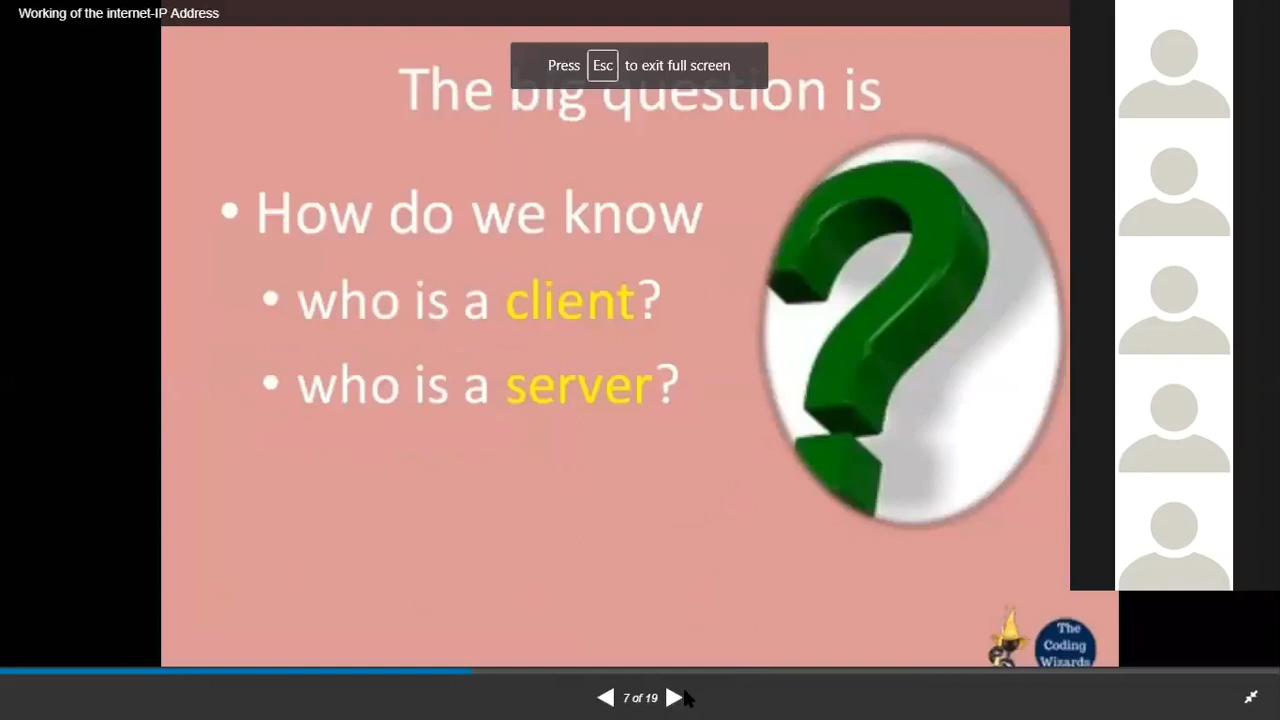 Working of the internet-IP Address
Press Esc to exit full screen
The big question is
• How do we know
• who is a client?
• who is a server?
The
Coding
Wizards
7 of 19